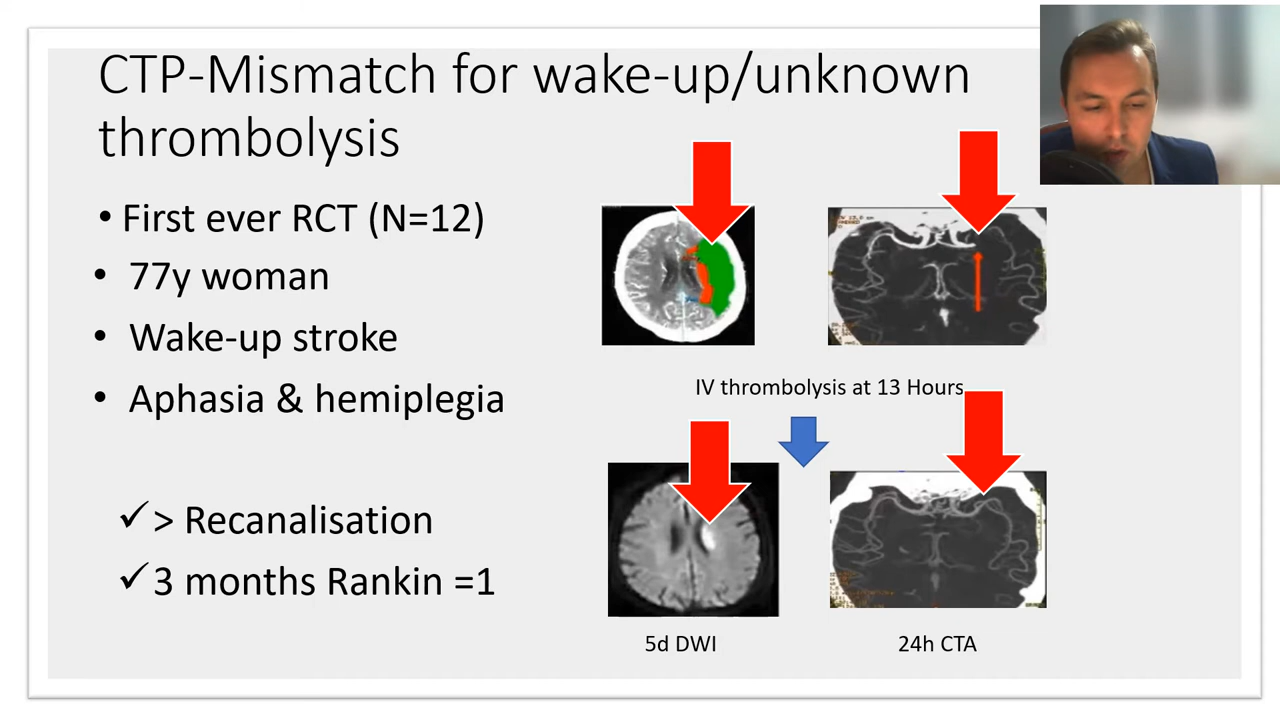 CTP-Mismatch for wake-up/unknown
thrombolysis
• First ever RCT (N=12)
• 77y woman
• Wake-up stroke
• Aphasia & hemiplegia
✓> Recanalisation
✓3 months Rankin =1
IV thrombolysis at 13 Hours
5d DWI
24h CTA